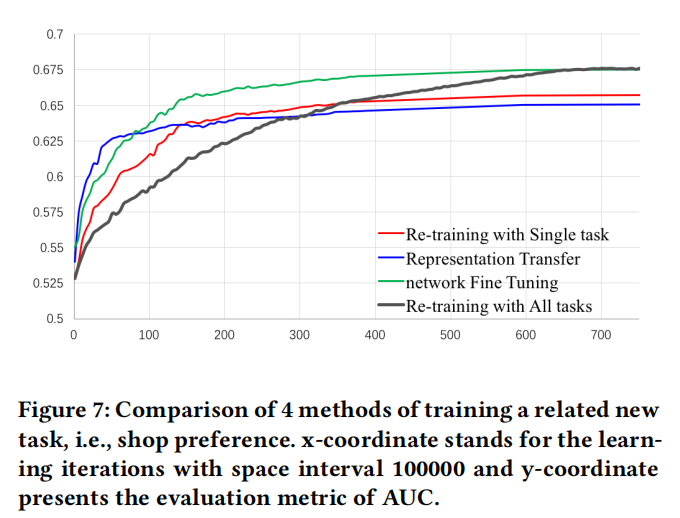 0.7
0.675
0.65
0.625
0.6
0.575
0.55
0.525
0.5
0
100
200
300
400
500
600
700
Re-training with Single task
Representation Transfer
network Fine Tuning
Re-training with All tasks
Figure 7: Comparison of 4 methods of training a related new
task, i.e., shop preference. x-coordinate stands for the learn-
ing iterations with space interval 100000 and y-coordinate
presents the evaluation metric of AUC.